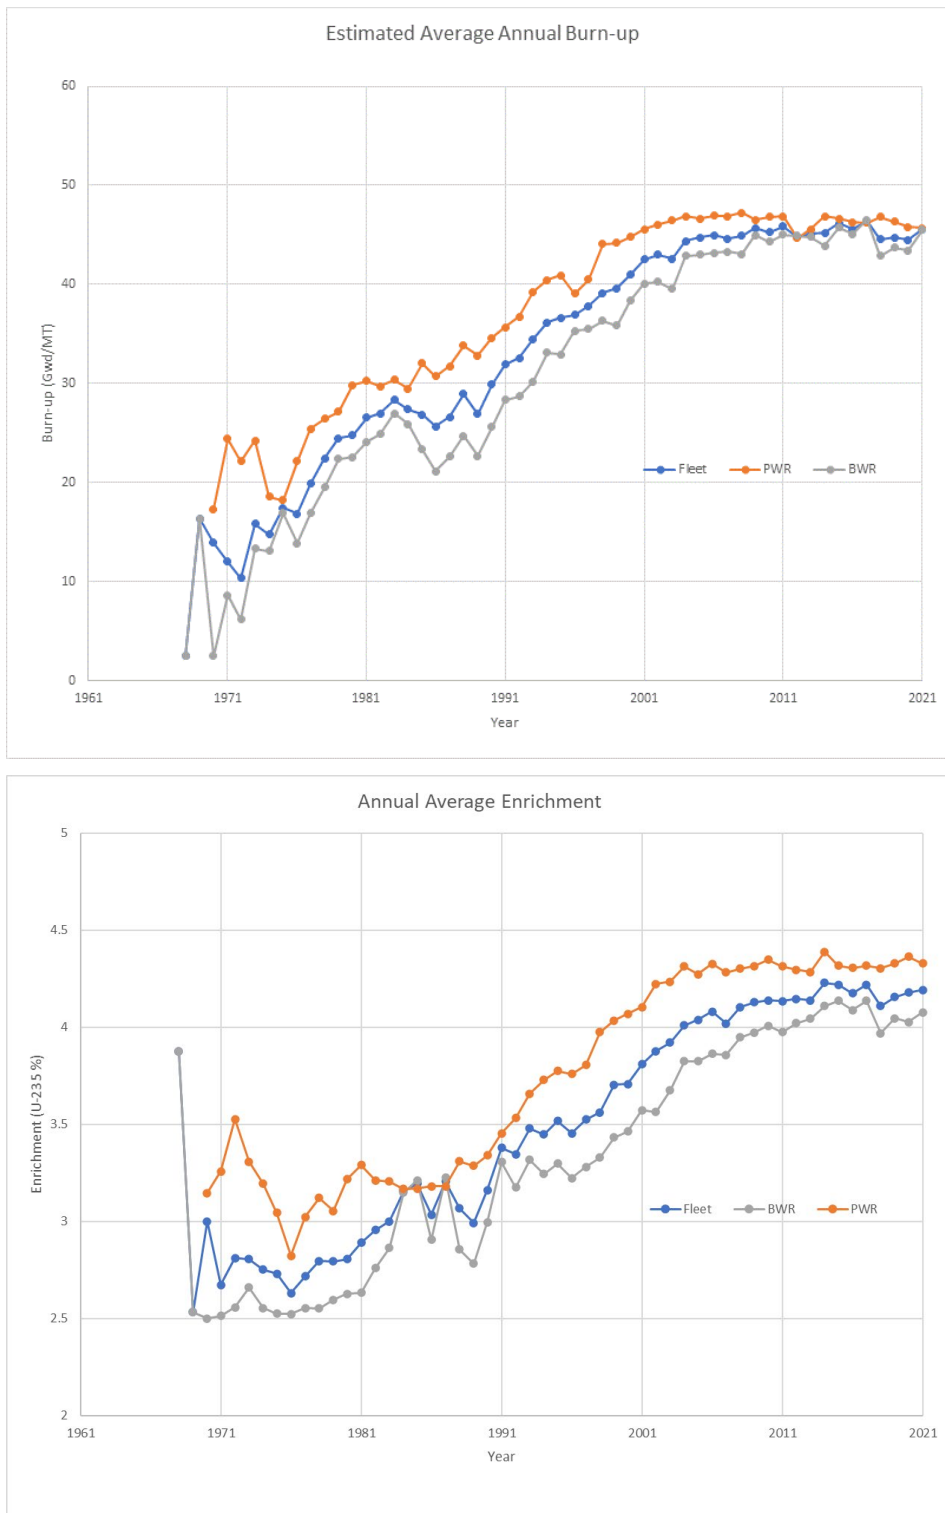 Estimated Average Annual Burn-up
60
50
40
30
20
10
0
Burn-up (Gwd/MT)
Fleet PWR BWR
1961 1971 1981 1991 2001 2011 2021
Year
Annual Average Enrichment
5
4.5
4
3.5
3
2.5
2
Enrichment (U-235 %)
Fleet BWR PWR
1961 1971 1981 1991 2001 2011 2021
Year